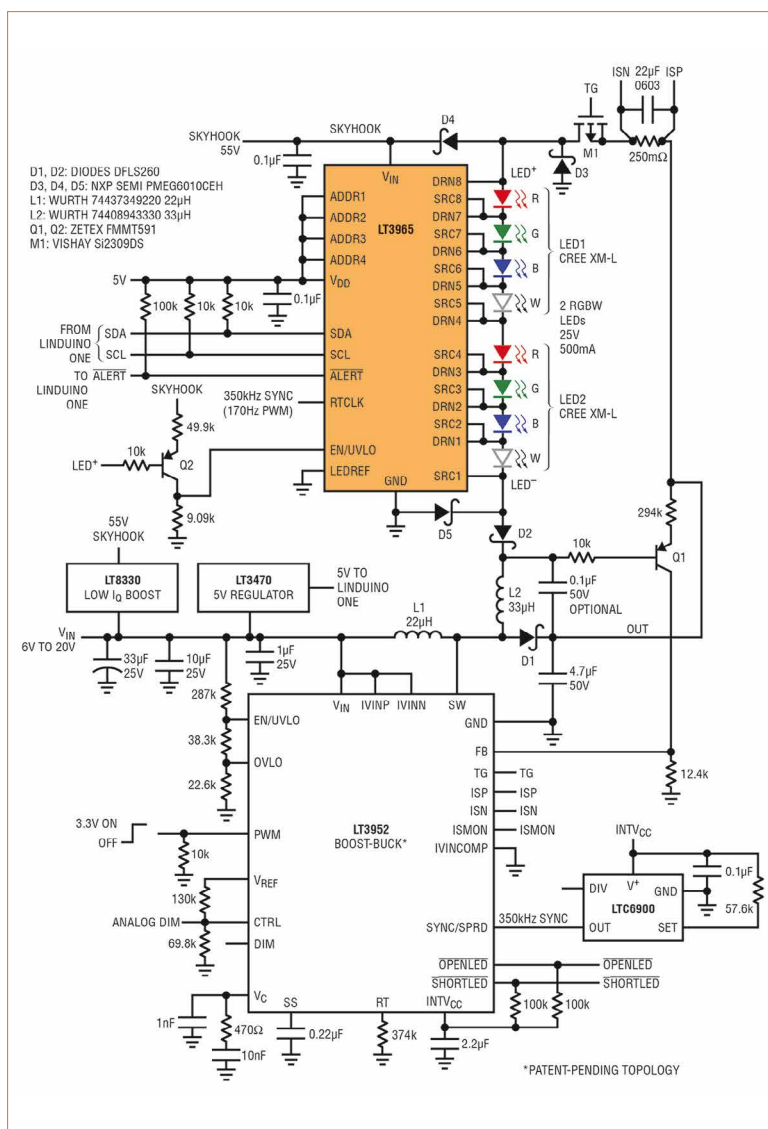 ISN
22µF
0603
ISP
TG
M1
250mΩ
D4
D3
SKYHOOK
55V
SKYHOOK
0.1µF
D1, D2: DIODES DFLS260
D3, D4, D5: NXP SEMI PMEG6010CEH
L1: WURTH 74437349220 22µH
L2: WURTH 74408943330 33µH
Q1, Q2: ZETEX FMMT591
M1: VISHAY Si2309DS
VIN
LT3965
ADDR1
ADDR2
ADDR3
ADDR4
VDD
SDA
SCL
ALERT
RTCLK
EN/UVLO
LEDREF
GND
DRN8
SRC8
DRN7
SRC7
DRN6
SRC6
DRN5
SRC5
DRN4
SRC4
DRN3
SRC3
DRN2
SRC2
DRN1
SRC1
LED+
R
G
B
W
LED1
CREE XM-L
2 RGBW
LEDs
25V
500mA
R
G
B
W
LED2
CREE XM-L
LED–
5V
0.1µF
100k
10k
10k
FROM
LINDUINO
ONE
SDA
SCL
TO
LINDUINO
ONE
ALERT
SKYHOOK
350kHz SYNC
(170Hz PWM)
49.9k
LED+
10k
Q2
9.09k
D5
D2
294k
10k
Q1
0.1µF
50V
OPTIONAL
L2
33µH
55V
SKYHOOK
LT8330
LOW IQ BOOST
LT3470
5V REGULATOR
5V TO
LINDUINO
ONE
L1
22µH
D1
OUT
VIN
6V TO 20V
33µF
25V
10µF
25V
1µF
25V
4.7µF
50V
287k
38.3k
22.6k
VIN
IVINP
IVINN
SW
EN/UVLO
OVLO
PWM
VREF
CTRL
DIM
VC
SS
RT
INTVCC
LT3952
BOOST-BUCK*
GND
FB
TG
ISP
ISN
ISMON
IVINCOMP
SYNC/SPRD
OPENLED
SHORTLED
TG
ISP
ISN
ISMON
12.4k
3.3V ON
OFF
10k
130k
ANALOG DIM
69.8k
INTVCC
0.1µF
57.6k
DIV
V+
GND
LTC6900
OUT
SET
350kHz SYNC
OPENLED
SHORTLED
100k
100k
1nF
470Ω
10nF
0.22µF
374k
2.2µF
*PATENT-PENDING TOPOLOGY